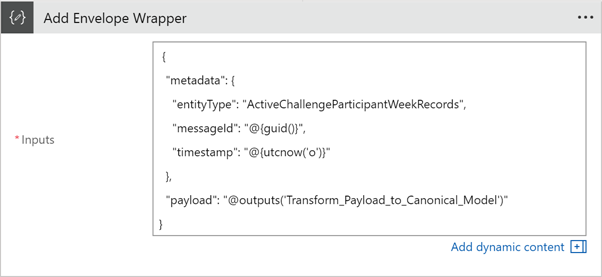 Add Envelope Wrapper
* Inputs
{
"metadata": {
"entityType": "ActiveChallengeParticipantWeekRecords",
"messageId": "@{guid()}",
"timestamp": "@{utcnow('o')}"
},
"payload": "@outputs('Transform_Payload_to_Canonical_Model')"
}
Add dynamic content